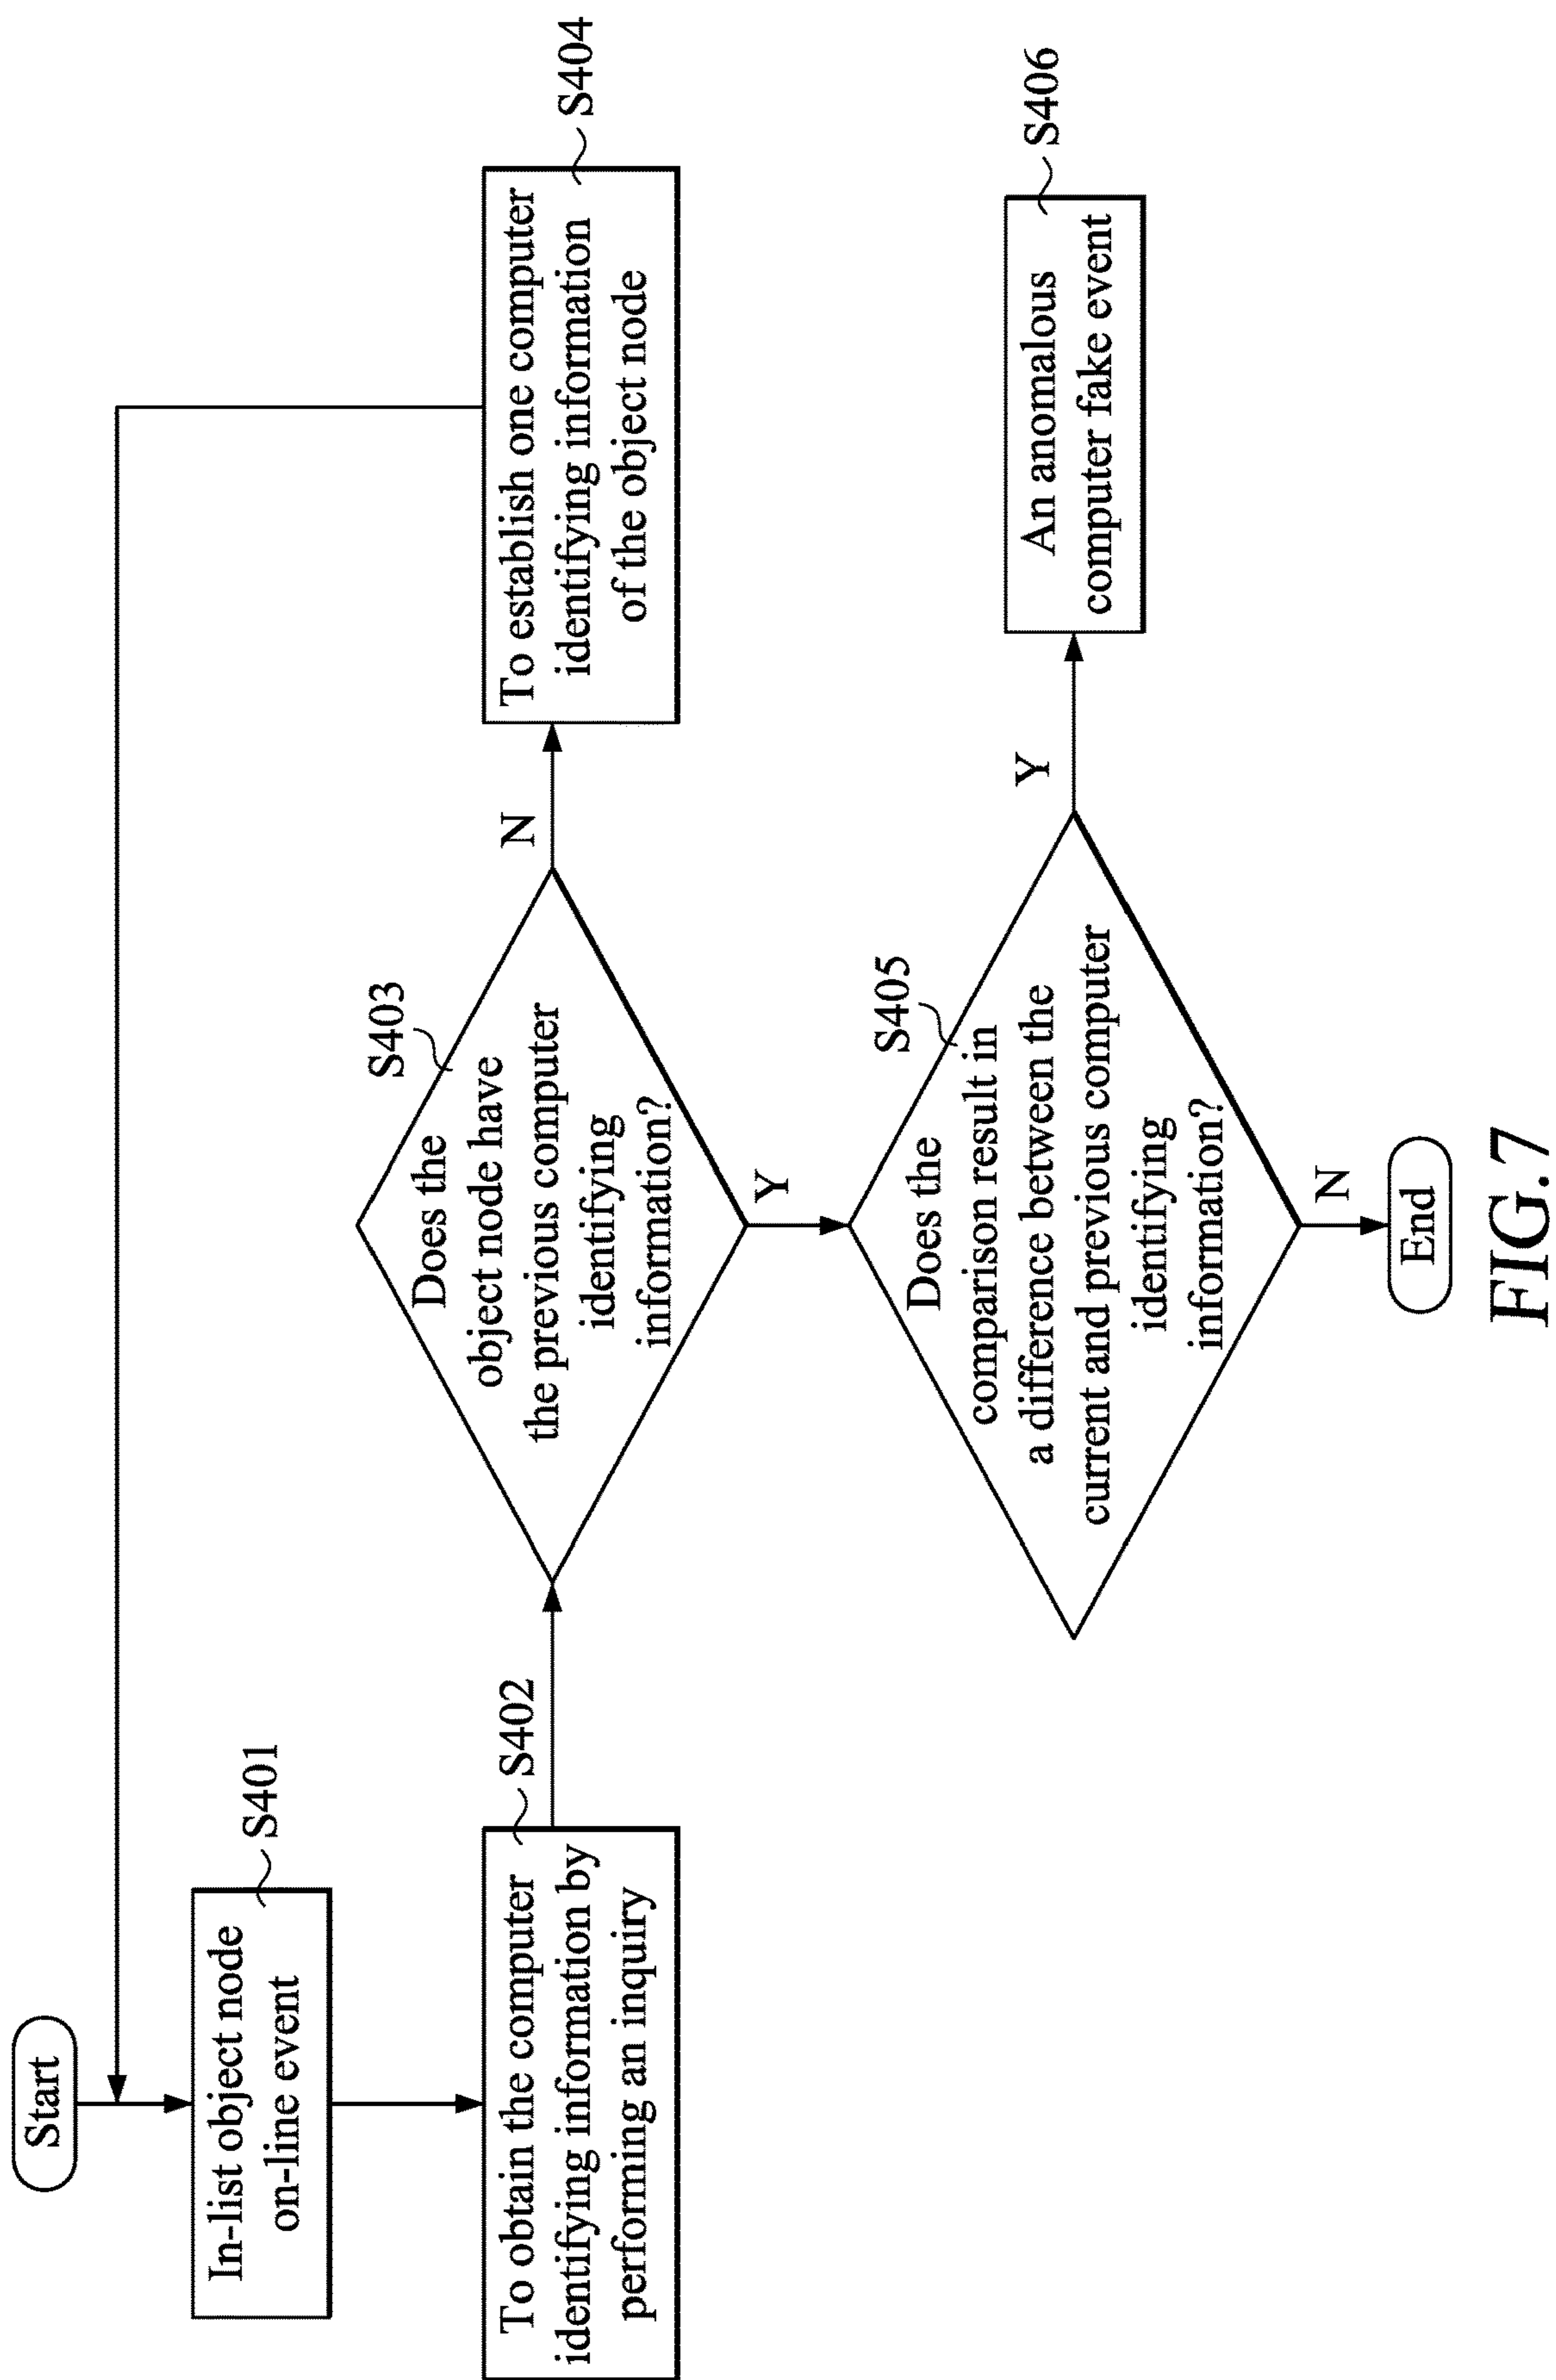 Start
In-list object node
on-line event
S401
To obtain the computer
identifying information by
performing an inquiry
S402
Does the
object node have
the previous computer
identifying
information?
S403
N
To establish one computer
identifying information
of the object node
S404
Y
Does the
comparison result in
a difference between the
current and previous computer
identifying
information?
S405
Y
An anomalous
computer fake event
S406
N
End
FIG.7